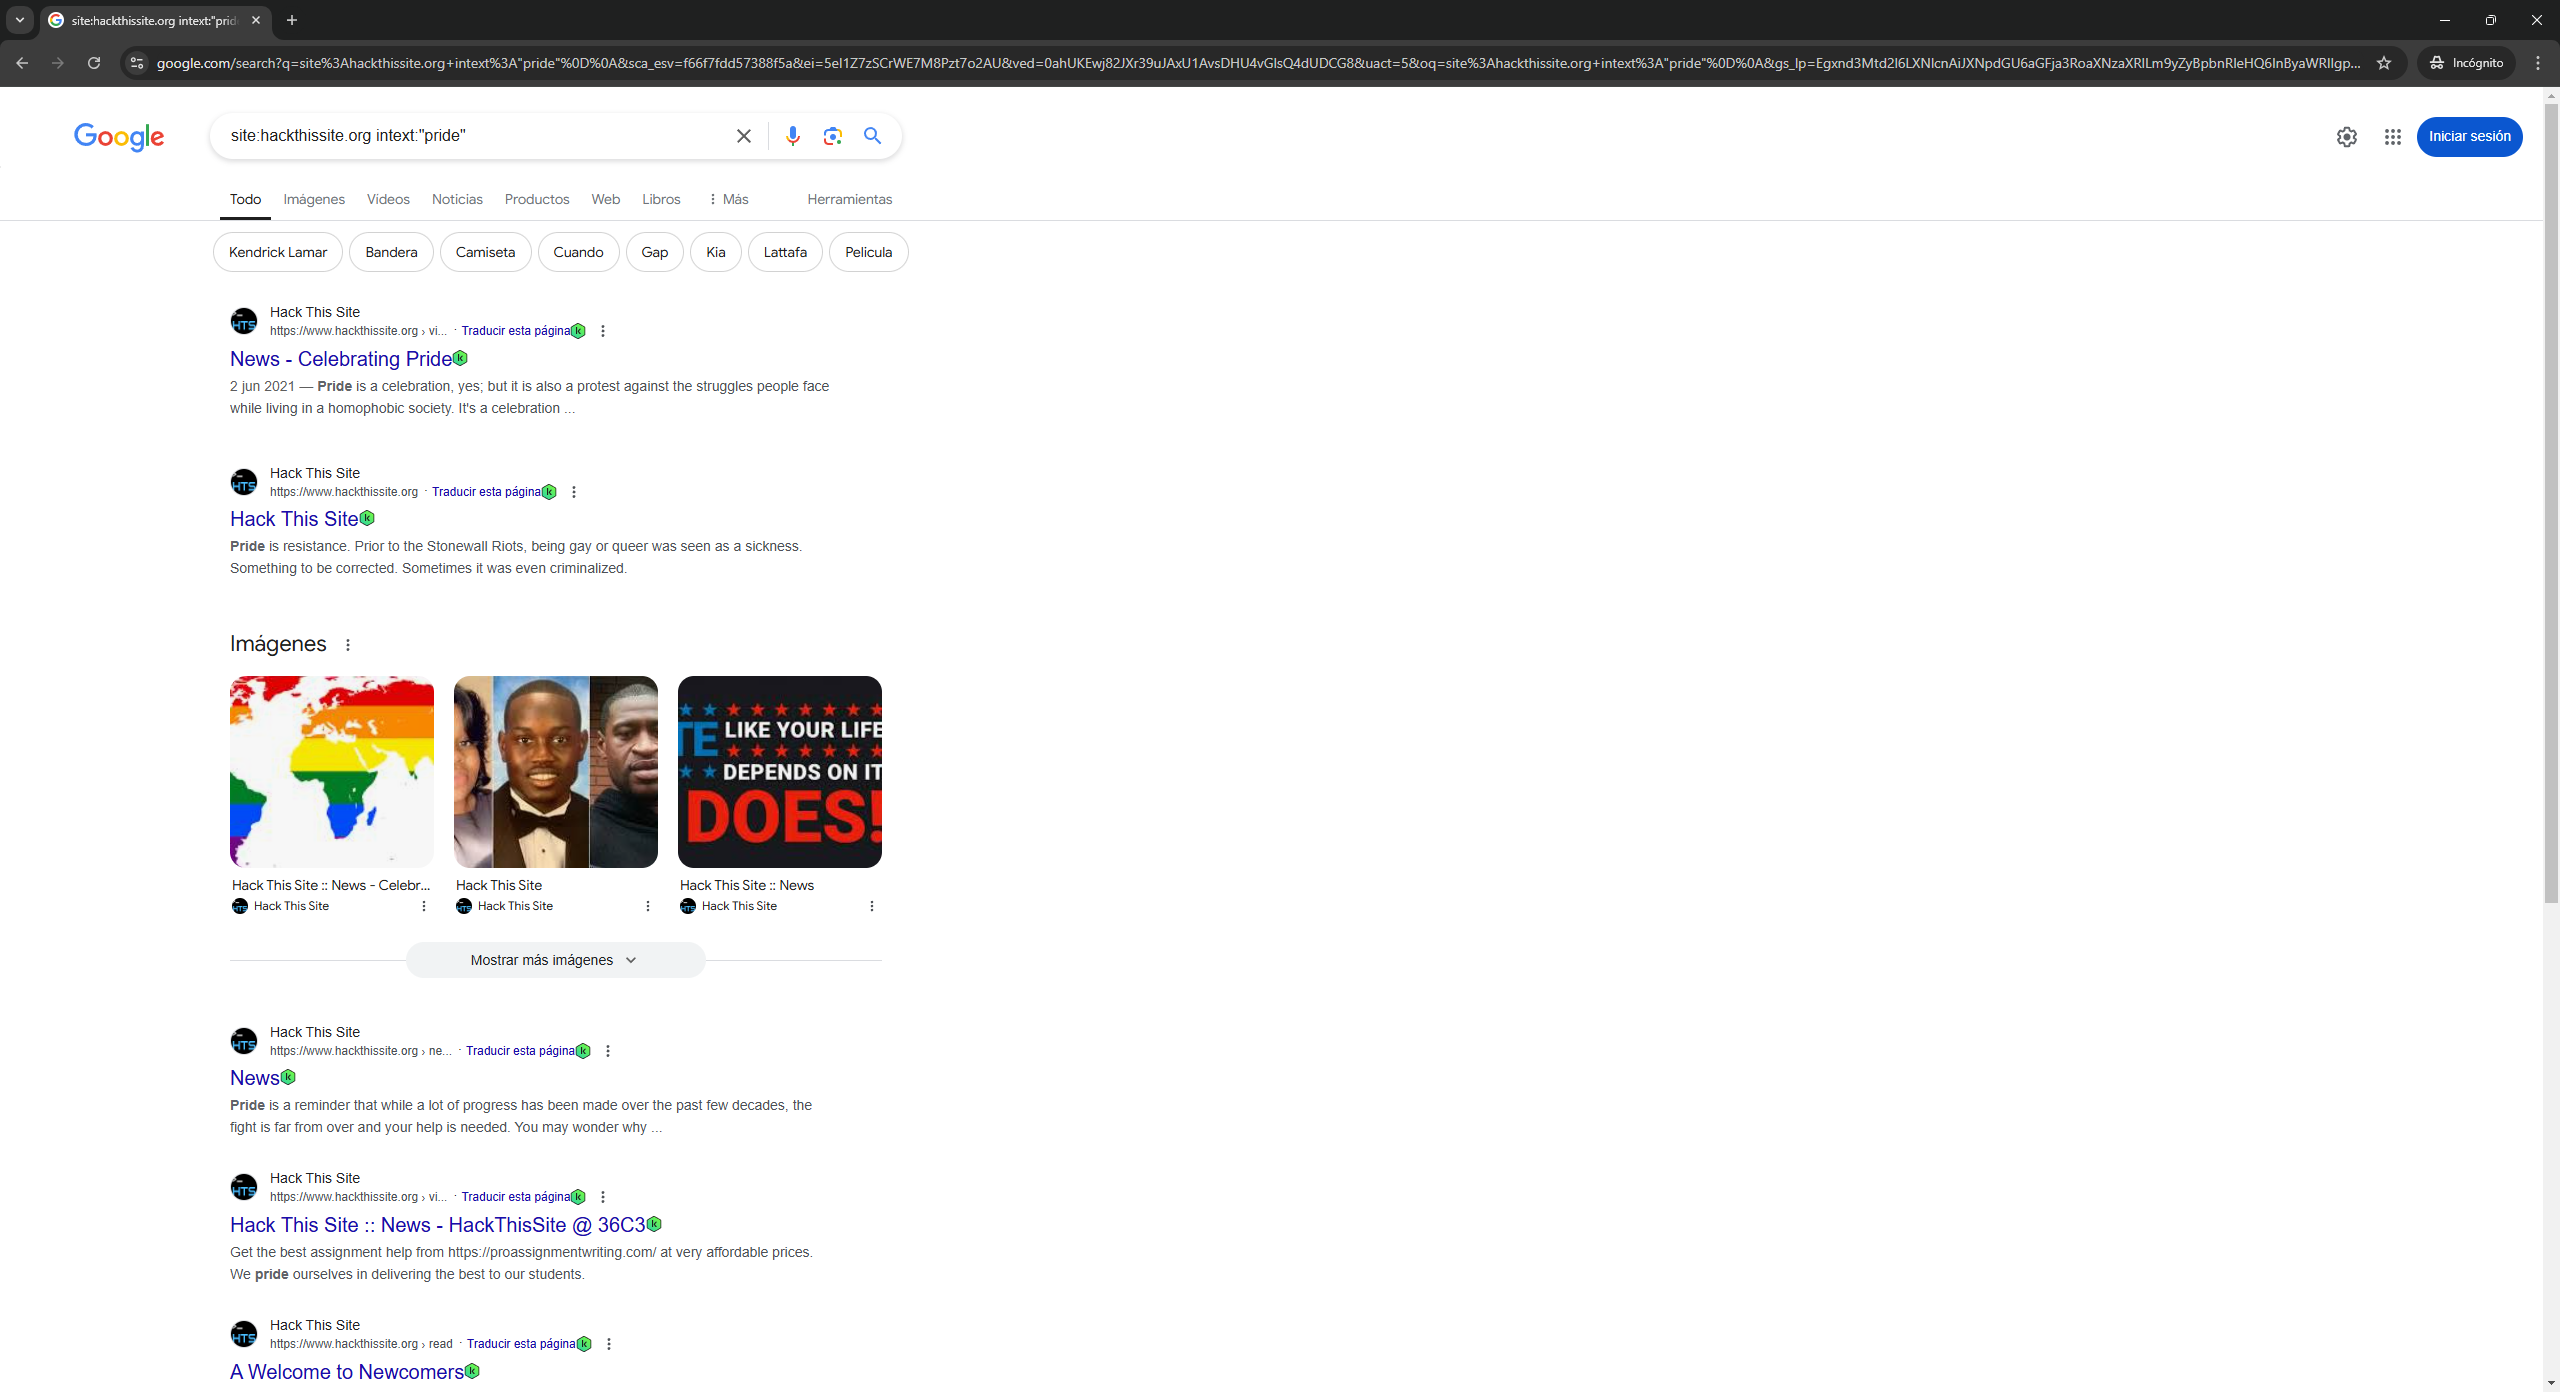 site:hackthissite.org intext:"prid
google.com/search?q=site%3Ahackthissite.org+intext%3A"pride"%0D%0A&sca_esv=f66f7fdd57388f5a&ei=5eI1Z7zSCrWE7M8Pzt7o2AU&ved=0ahUKEwj82JXr39uJAxU1AvsDHU4vGlsQ4dUDCG8&uact=5&oq=site%3Ahackthissite.org+intext%3A"pride"%0D%0A
Incógnito
Google
site:hackthissite.org intext:"pride"
Iniciar sesión
Todo Imágenes Vídeos Noticias Productos Web Libros Más Herramientas
Kendrick Lamar Bandera Camiseta Cuando Gap Kia Lattafa Pelicula
Hack This Site
https://www.hackthissite.org › vi... · Traducir esta página
News - Celebrating Pride
2 jun 2021 — Pride is a celebration, yes; but it is also a protest against the struggles people face
while living in a homophobic society. It's a celebration ...
Hack This Site
https://www.hackthissite.org · Traducir esta página
Hack This Site
Pride is resistance. Prior to the Stonewall Riots, being gay or queer was seen as a sickness.
Something to be corrected. Sometimes it was even criminalized.
Imágenes
TE LIKE YOUR LIFE
DEPENDS ON IT
DOES!
Hack This Site :: News - Celebr... Hack This Site Hack This Site :: News
HTS Hack This Site HTS Hack This Site HTS Hack This Site
Mostrar más imágenes
Hack This Site
https://www.hackthissite.org › ne... · Traducir esta página
News
Pride is a reminder that while a lot of progress has been made over the past few decades, the
fight is far from over and your help is needed. You may wonder why ...
Hack This Site
https://www.hackthissite.org › vi... · Traducir esta página
Hack This Site :: News - HackThisSite @ 36C3
Get the best assignment help from https://proassignmentwriting.com/ at very affordable prices.
We pride ourselves in delivering the best to our students.
Hack This Site
https://www.hackthissite.org › read · Traducir esta página
A Welcome to Newcomers